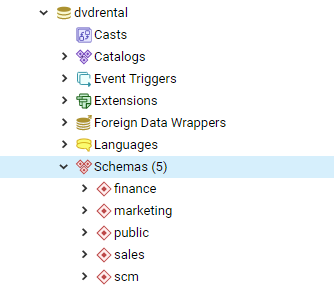 dvdrental
Casts
Catalogs
Event Triggers
Extensions
Foreign Data Wrappers
Languages
Schemas (5)
finance
marketing
public
sales
scm